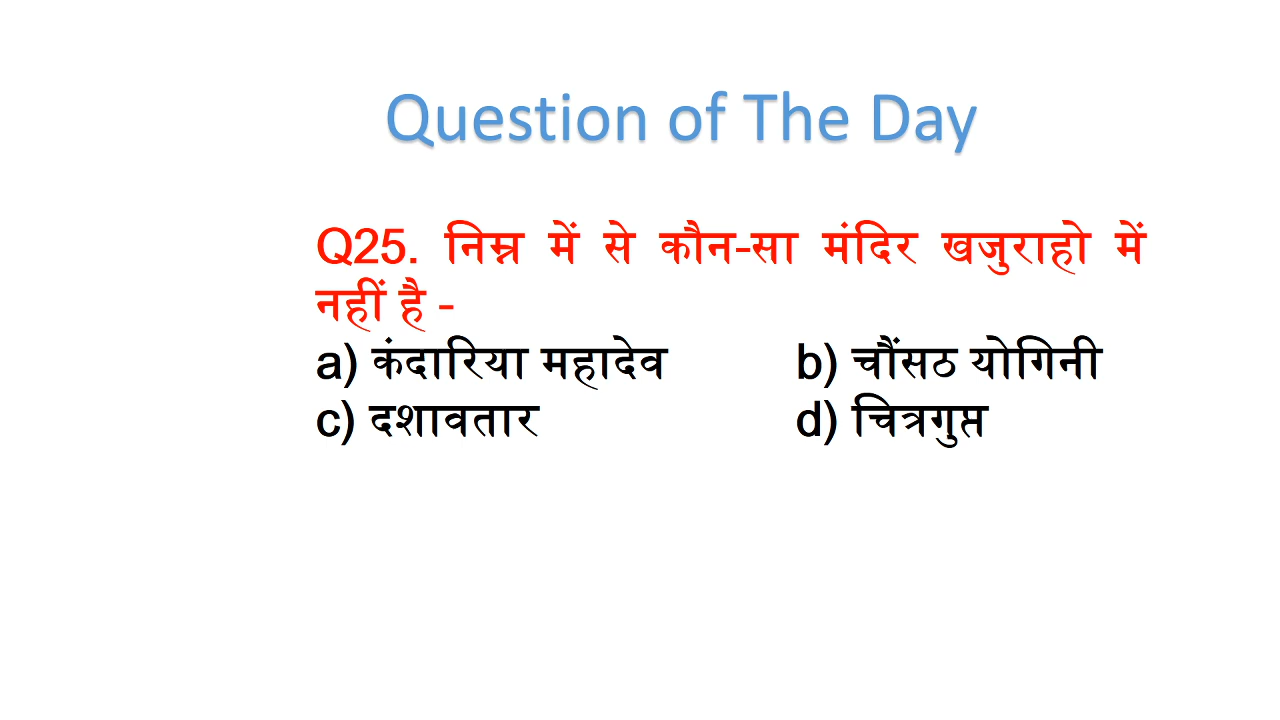 Question of The Day
Q25. निम्न में से कौन-सा मंदिर खजुराहो में
नहीं है -
a) कंदारिया महादेव b) चौंसठ योगिनी
c) दशावतार d) चित्रगुप्त